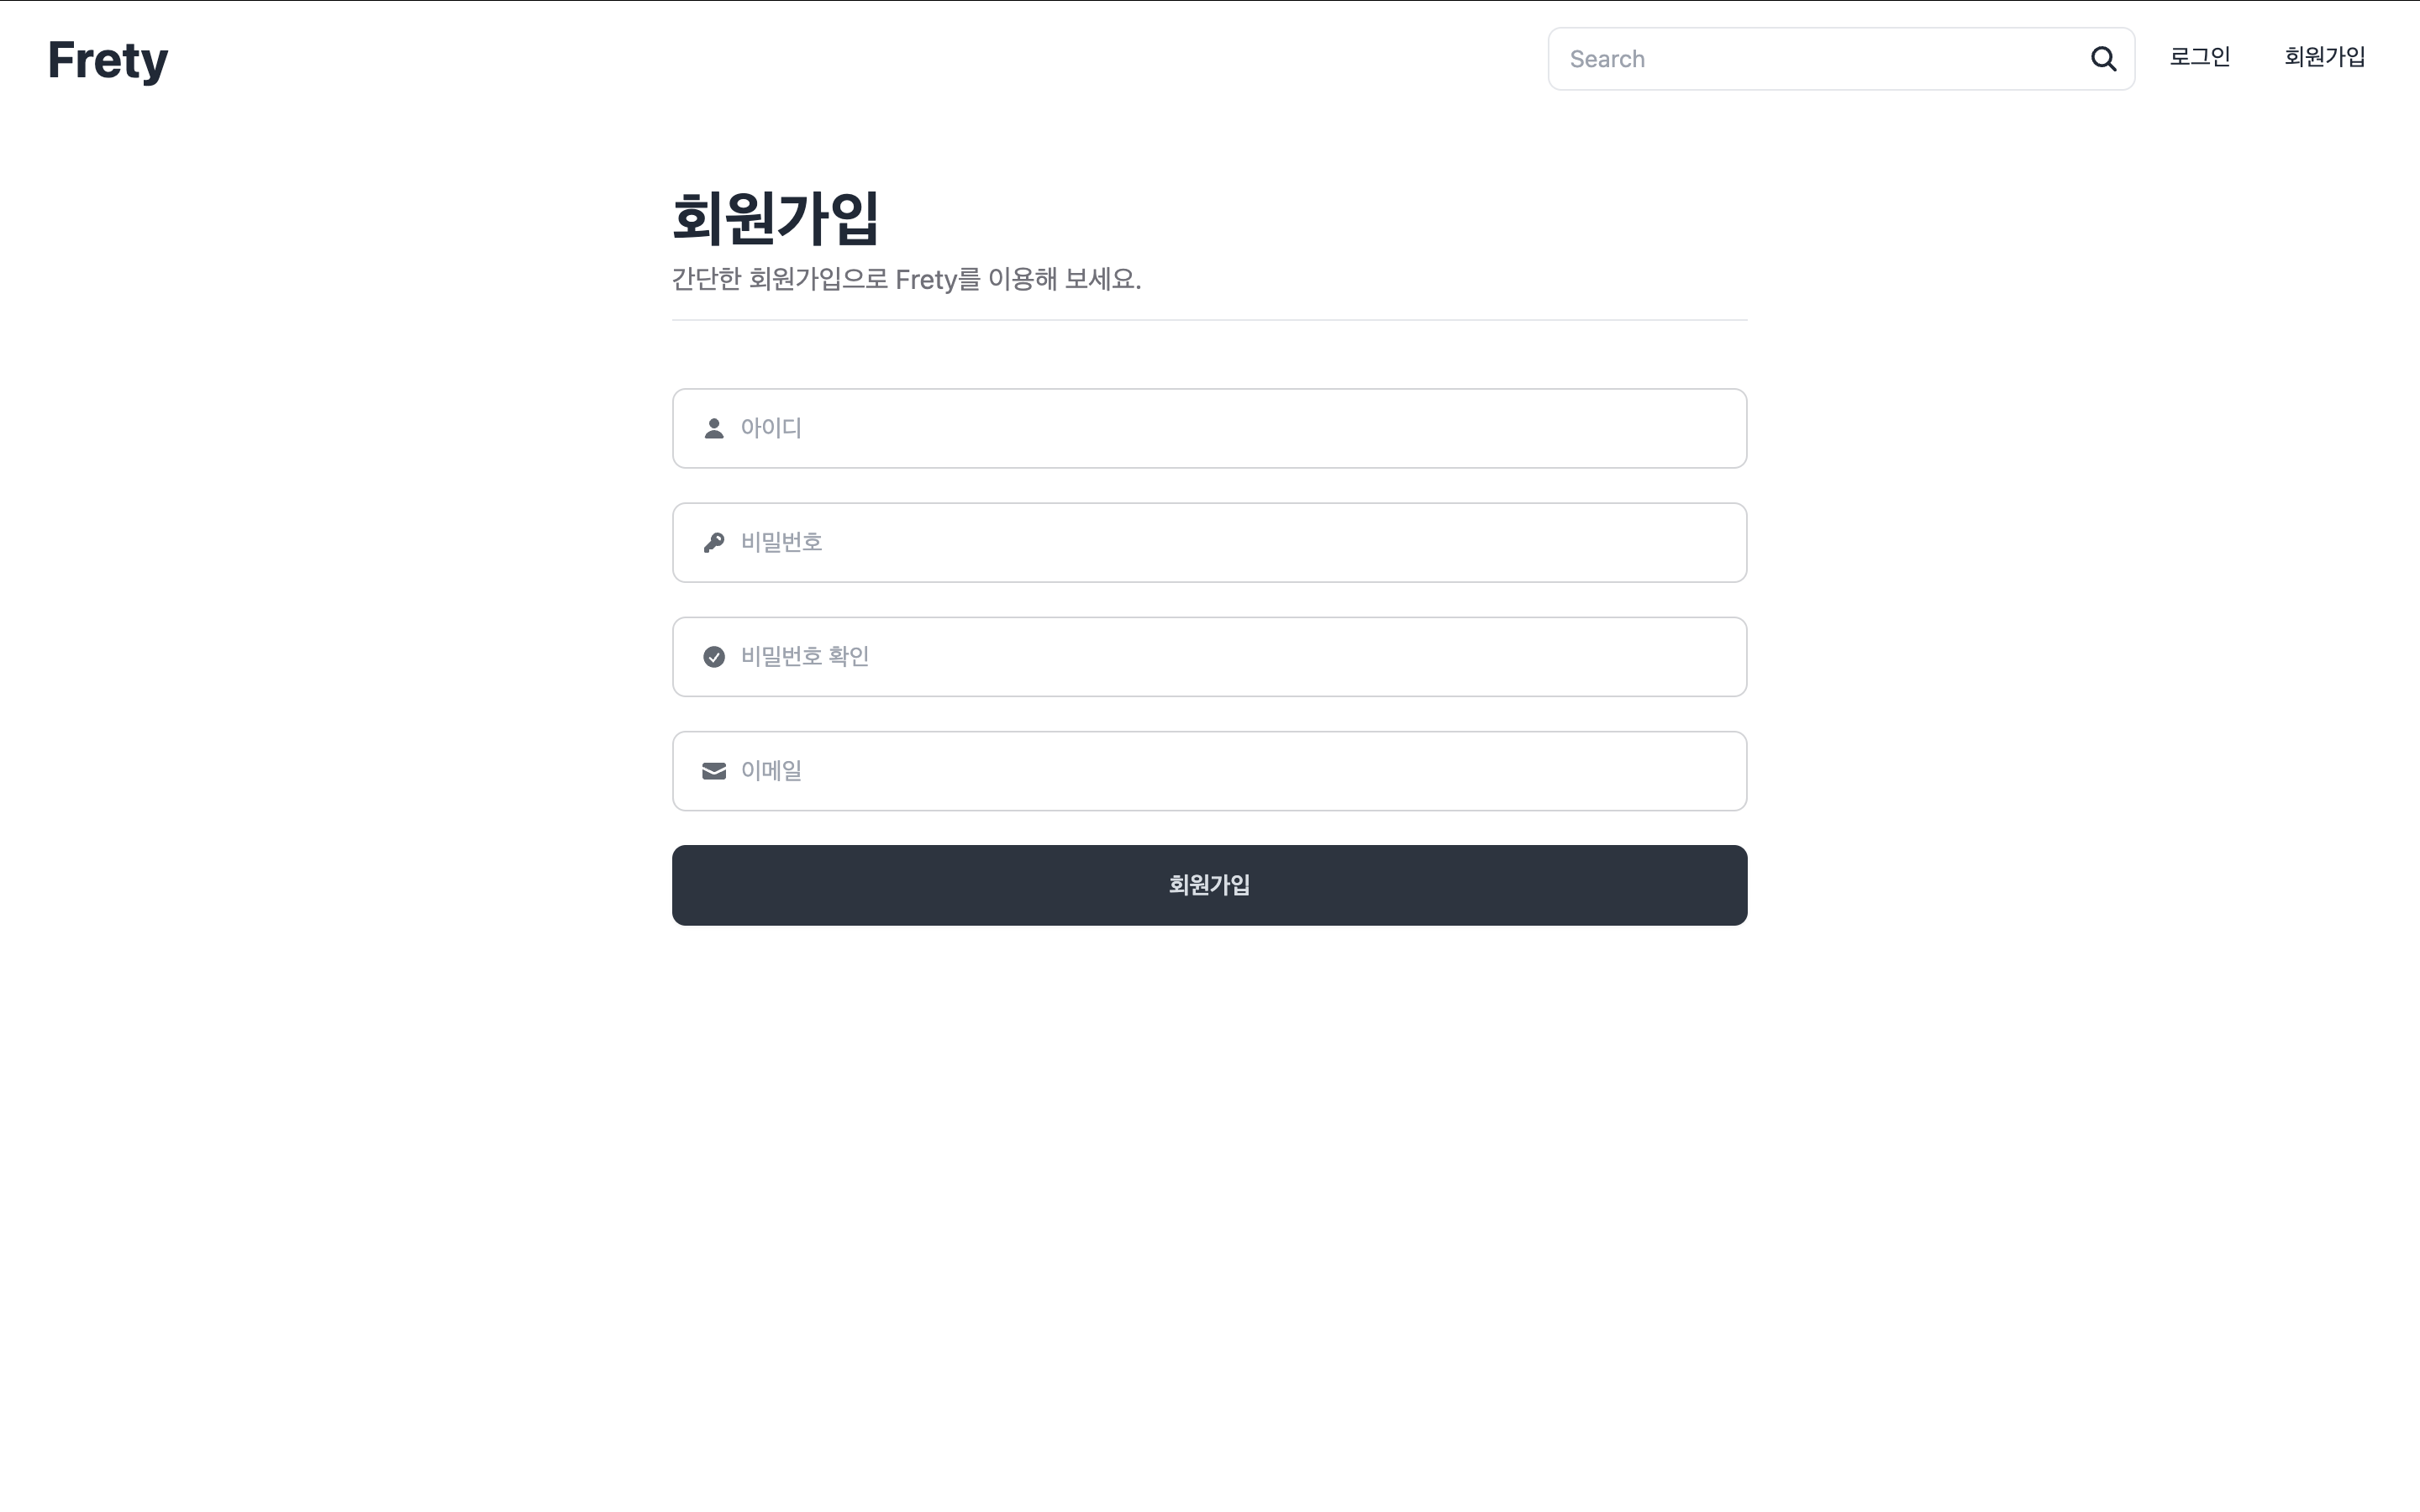 Frety
Search
로그인
회원가입
회원가입
간단한 회원가입으로 Frety를 이용해 보세요.
아이디
비밀번호
비밀번호 확인
이메일
회원가입